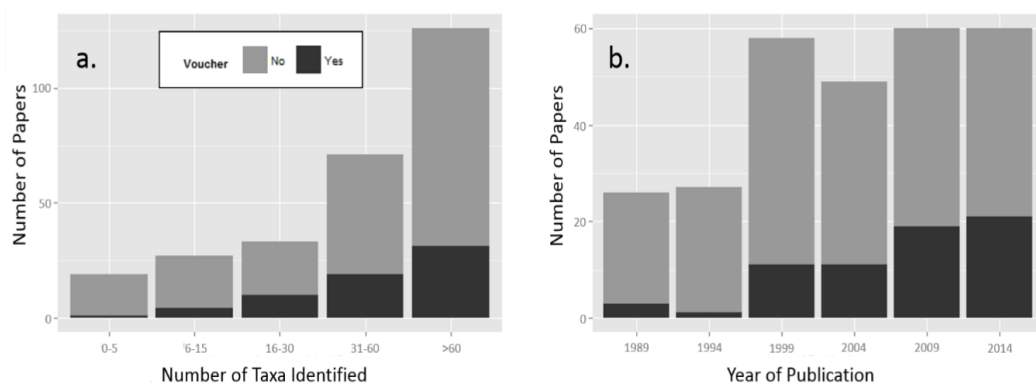 a.
Voucher No Yes
Number of Papers
100
50
0
0-5 6-15 16-30 31-60 >60
Number of Taxa Identified
b.
Number of Papers
60
40
20
0
1989 1994 1999 2004 2009 2014
Year of Publication